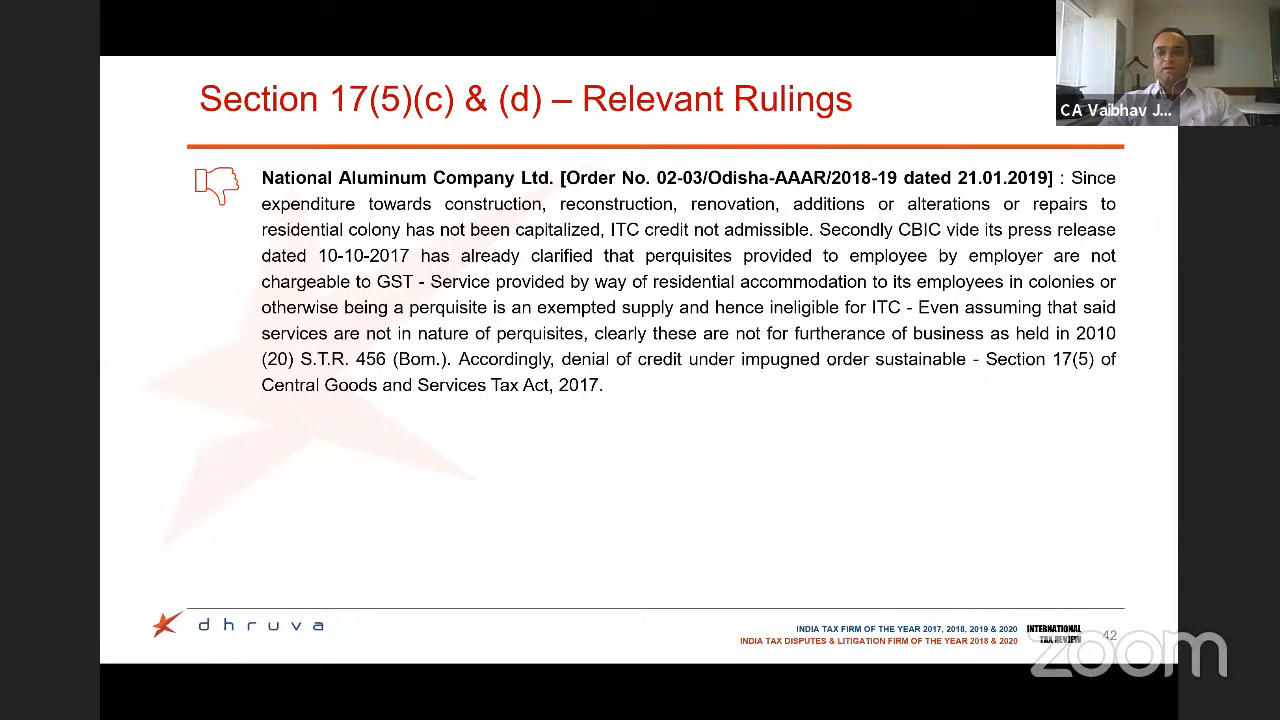 Section 17(5)(c) & (d) – Relevant Rulings
CA Vaibhav J...
National Aluminum Company Ltd. [Order No. 02-03/Odisha-AAAR/2018-19 dated 21.01.2019] : Since
expenditure towards construction, reconstruction, renovation, additions or alterations or repairs to
residential colony has not been capitalized, ITC credit not admissible. Secondly CBIC vide its press release
dated 10-10-2017 has already clarified that perquisites provided to employee by employer are not
chargeable to GST - Service provided by way of residential accommodation to its employees in colonies or
otherwise being a perquisite is an exempted supply and hence ineligible for ITC - Even assuming that said
services are not in nature of perquisites, clearly these are not for furtherance of business as held in 2010
(20) S.T.R. 456 (Bom.). Accordingly, denial of credit under impugned order sustainable - Section 17(5) of
Central Goods and Services Tax Act, 2017.
dhruva
INDIA TAX FIRM OF THE YEAR 2017, 2018, 2019 & 2020
INDIA TAX DISPUTES & LITIGATION FIRM OF THE YEAR 2018 & 2020
INTERNATIONAL
TAX REVIEW
42
zoom